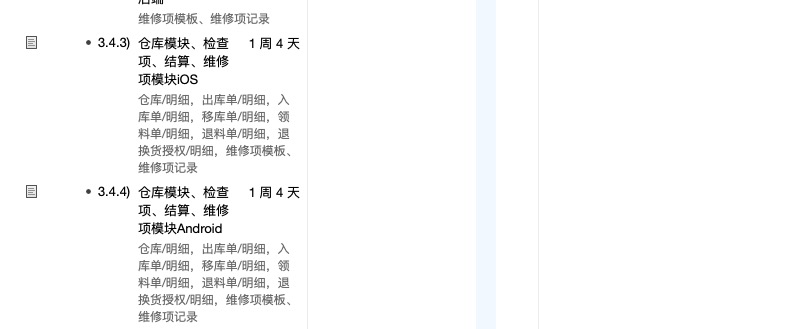 维修项模板、维修项记录
• 3.4.3) 仓库模块、检查 1 周 4 天
项、结算、维修
项模块iOS
仓库/明细，出库单/明细，入
库单/明细，移库单/明细，领
料单/明细，退料单/明细，退
换货授权/明细，维修项模板、
维修项记录
• 3.4.4) 仓库模块、检查 1 周 4 天
项、结算、维修
项模块Android
仓库/明细，出库单/明细，入
库单/明细，移库单/明细，领
料单/明细，退料单/明细，退
换货授权/明细，维修项模板、
维修项记录